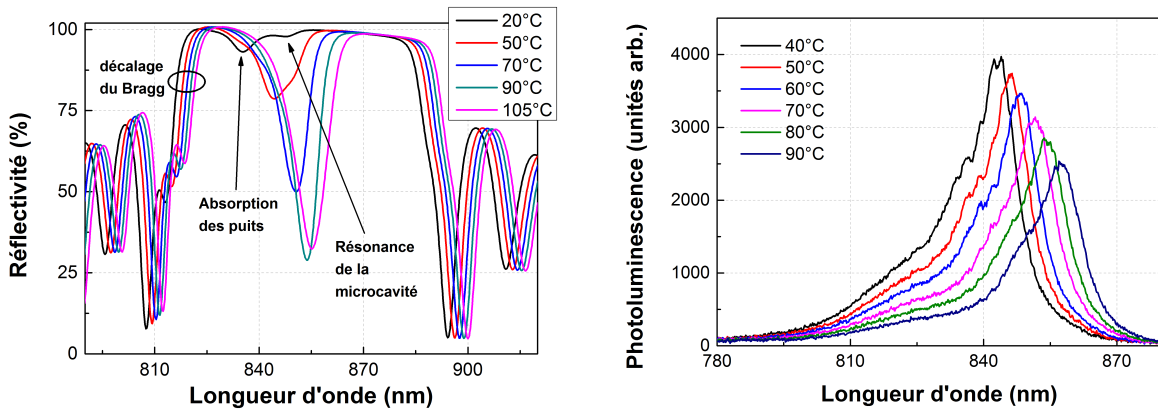 100
75
50
25
0
Réflectivité (%)
810
840
870
900
Longueur d'onde (nm)
décalage
du Bragg
Absorption
des puits
Résonance
de la
microcavité
20°C
50°C
70°C
90°C
105°C
4000
3000
2000
1000
0
Photoluminescence (unités arb.)
780
810
840
870
Longueur d'onde (nm)
40°C
50°C
60°C
70°C
80°C
90°C